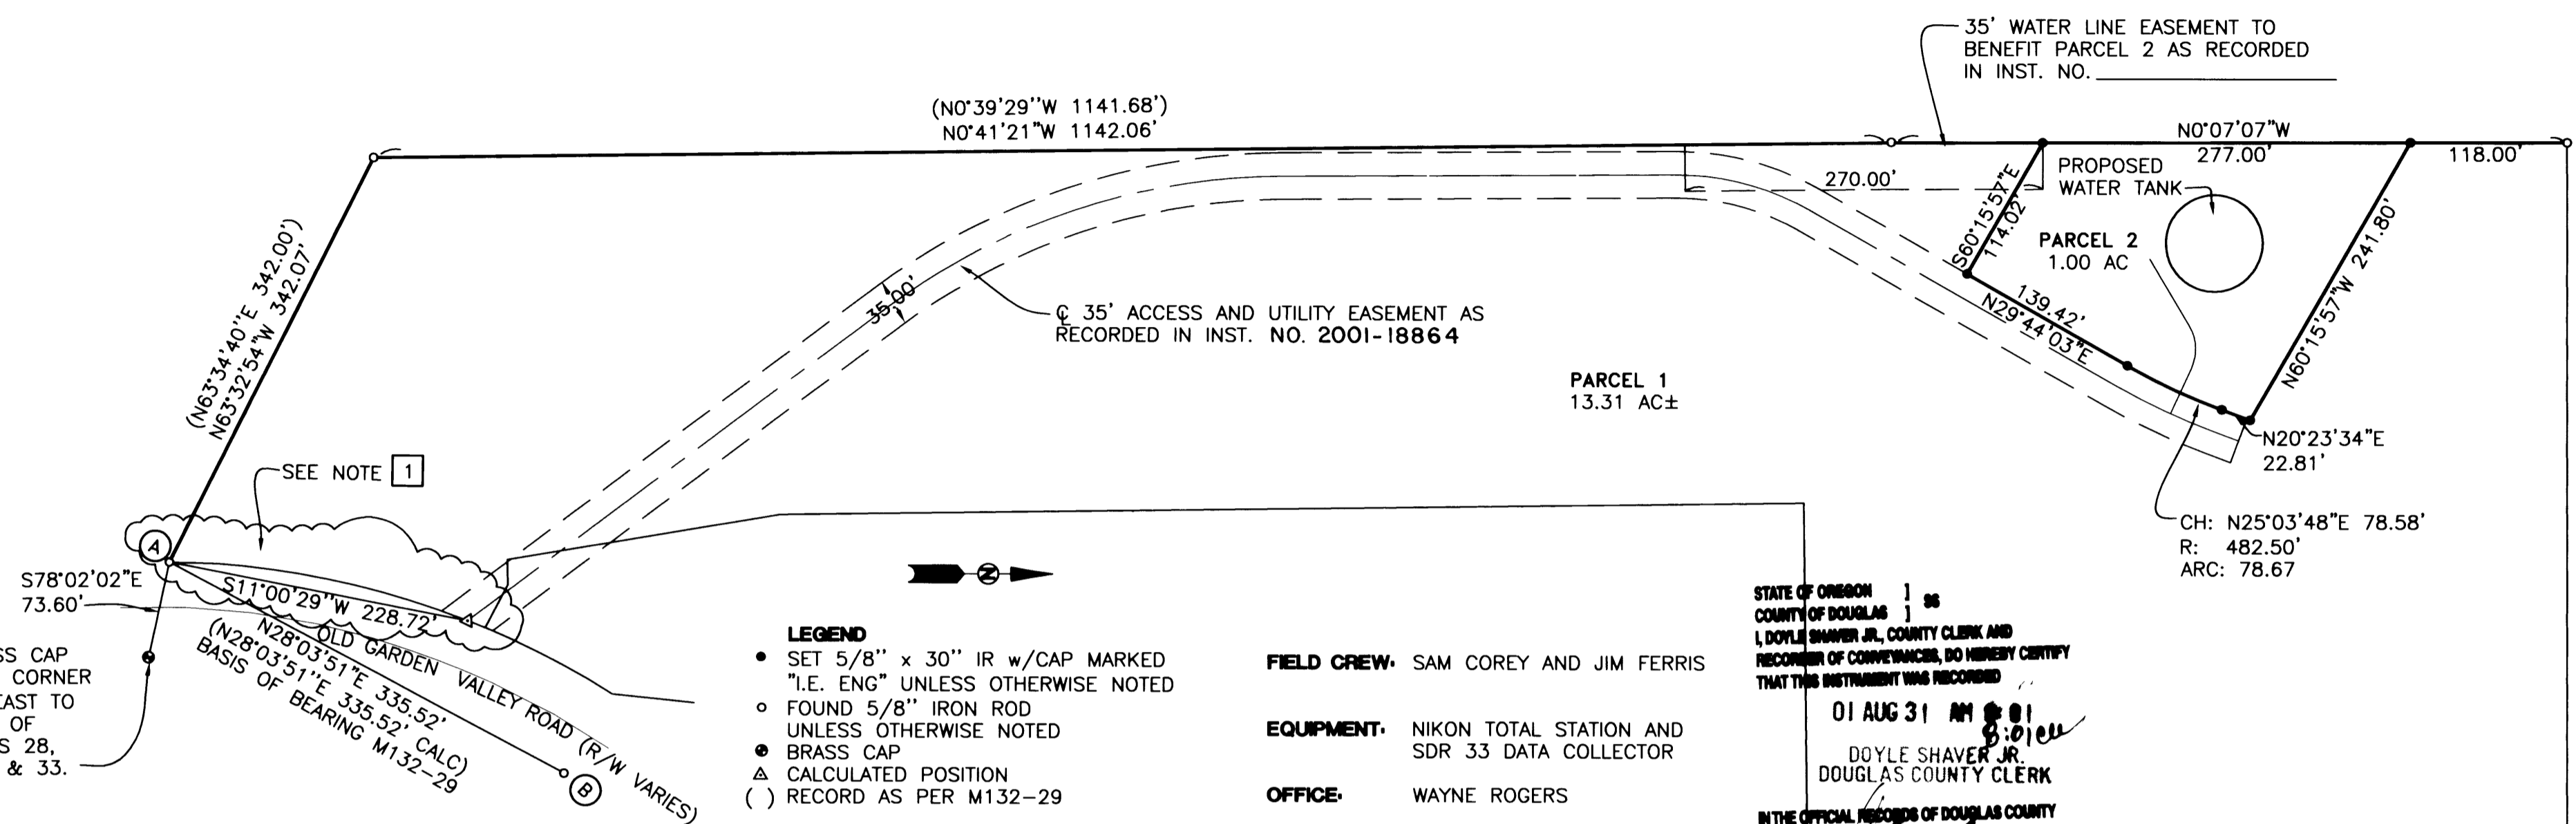 35' WATER LINE EASEMENT TO
BENEFIT PARCEL 2 AS RECORDED
IN INST. NO.
(N0°39'29"W 1141.68')
N0°41'21"W 1142.06'
N0°07'07"W
277.00'
118.00'
PROPOSED
WATER TANK
270.00'
S60°15'57"E
114.02'
PARCEL 2
1.00 AC
N60°15'57"W 241.80'
139.42'
N29°44'03"E
(N63°34'40"E 342.00')
N63°32'54"W 342.07'
35.00'
℄ 35' ACCESS AND UTILITY EASEMENT AS
RECORDED IN INST. NO. 2001-18864
PARCEL 1
13.31 AC±
N20°23'34"E
22.81'
SEE NOTE 1
CH: N25°03'48"E 78.58'
R: 482.50'
ARC: 78.67
A
S78°02'02"E
73.60'
S11°00'29"W 228.72'
OLD GARDEN VALLEY ROAD (R/W VARIES)
N28°03'51"E 335.52'
(N28°03'51"E 335.52' CALC)
BASIS OF BEARING M132-29
B
SS CAP
CORNER
EAST TO
OF
S 28,
& 33.
Z
LEGEND
SET 5/8" x 30" IR w/CAP MARKED
"I.E. ENG" UNLESS OTHERWISE NOTED
FOUND 5/8" IRON ROD
UNLESS OTHERWISE NOTED
BRASS CAP
CALCULATED POSITION
( ) RECORD AS PER M132-29
FIELD CREW: SAM COREY AND JIM FERRIS
EQUIPMENT: NIKON TOTAL STATION AND
SDR 33 DATA COLLECTOR
OFFICE: WAYNE ROGERS
STATE OF OREGON ]
COUNTY OF DOUGLAS ] SS
I, DOYLE SHAVER JR., COUNTY CLERK AND
RECORDER OF CONVEYANCES, DO HEREBY CERTIFY
THAT THIS INSTRUMENT WAS RECORDED
01 AUG 31 AM
8:01
DOYLE SHAVER JR.
DOUGLAS COUNTY CLERK
IN THE OFFICIAL RECORDS OF DOUGLAS COUNTY